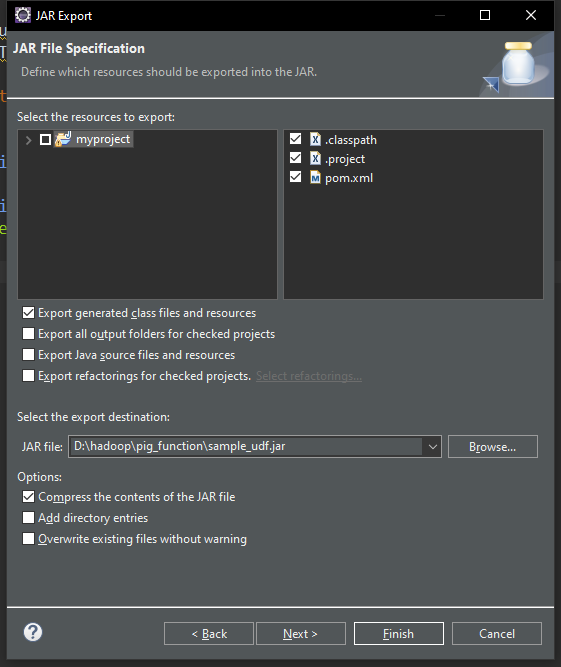 JAR Export
JAR File Specification
Define which resources should be exported into the JAR.
Select the resources to export:
myproject
.classpath
.project
pom.xml
Export generated class files and resources
Export all output folders for checked projects
Export Java source files and resources
Export refactorings for checked projects. Select refactorings...
Select the export destination:
JAR file: D:\hadoop\pig_function\sample_udf.jar Browse...
Options:
Compress the contents of the JAR file
Add directory entries
Overwrite existing files without warning
? < Back Next > Finish Cancel